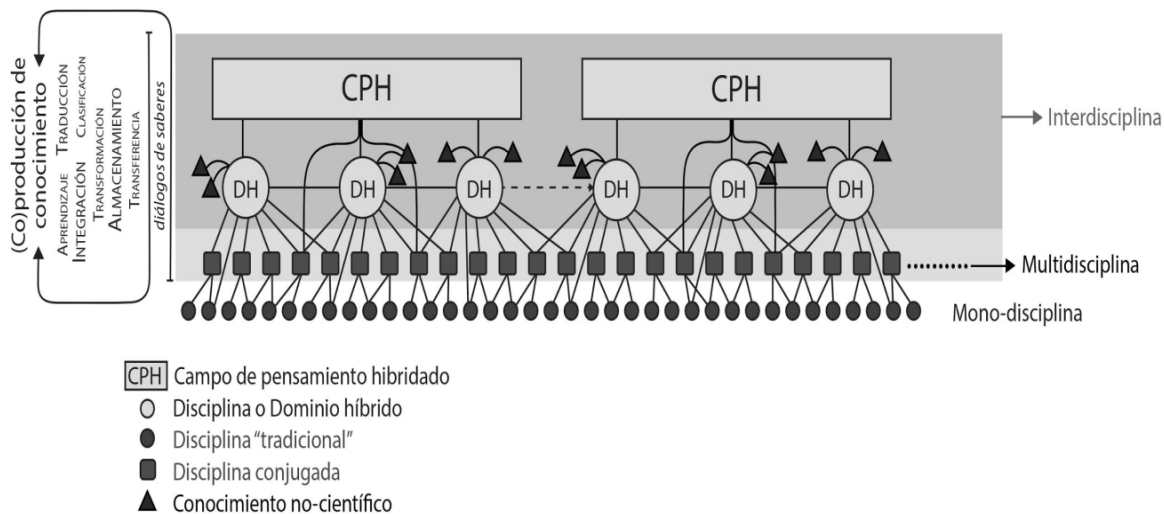 (Co)producción de
conocimiento
APRENDIZAJE TRADUCCIÓN
INTEGRACIÓN CLASIFICACIÓN
TRANSFORMACIÓN
ALMACENAMIENTO
TRANSFERENCIA
diálogos de saberes
CPH
CPH
Interdisciplina
DH
DH
DH
DH
DH
DH
Multidisciplina
Mono-disciplina
CPH Campo de pensamiento hibridado
Disciplina o Dominio híbrido
Disciplina “tradicional”
Disciplina conjugada
Conocimiento no-científico